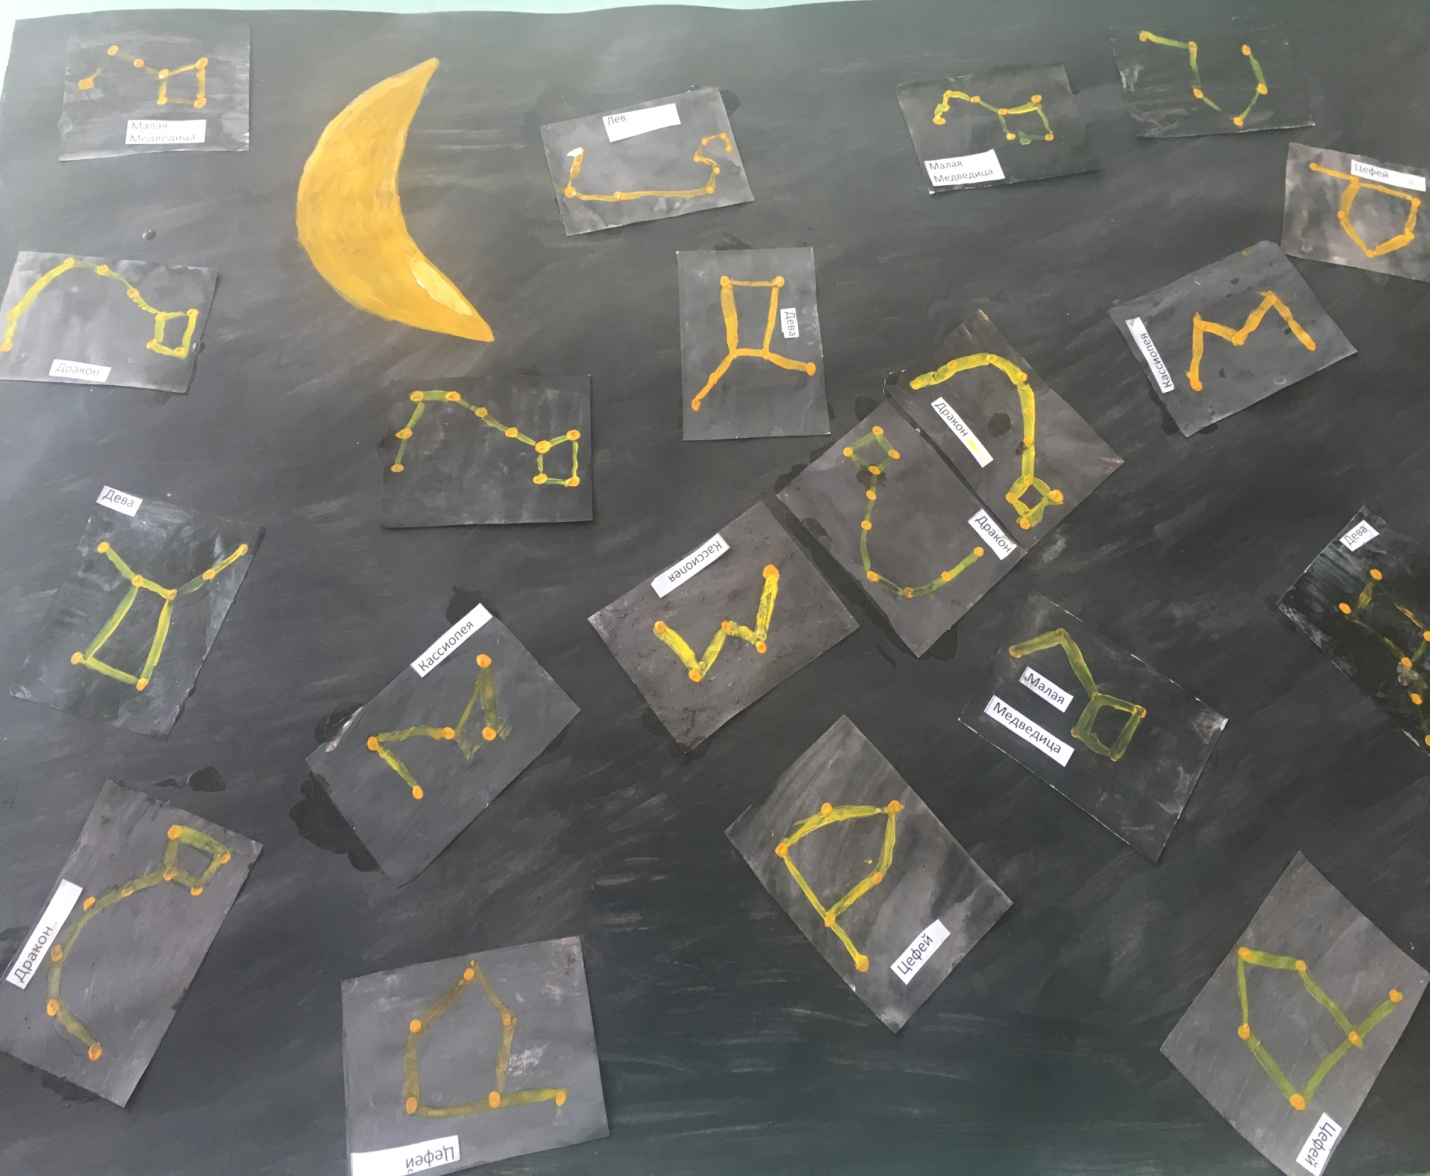 Малая
Медведица
Лев
Малая
Медведица
Цефей
Дракон
Дева
Кассиопея
Дракон
Дева
Дракон
Дева
Кассиопея
Кассиопея
Малая
Медведица
Дракон
Цефей
Цефей
Цефей